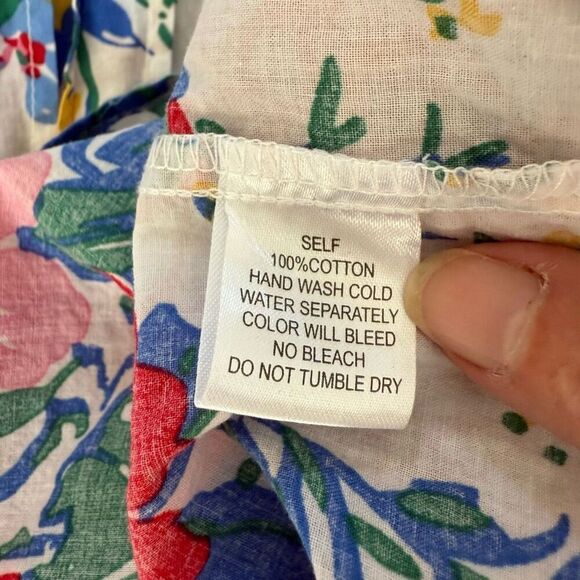 SELF
100%COTTON
HAND WASH COLD
WATER SEPARATELY
COLOR WILL BLEED
NO BLEACH
DO NOT TUMBLE DRY